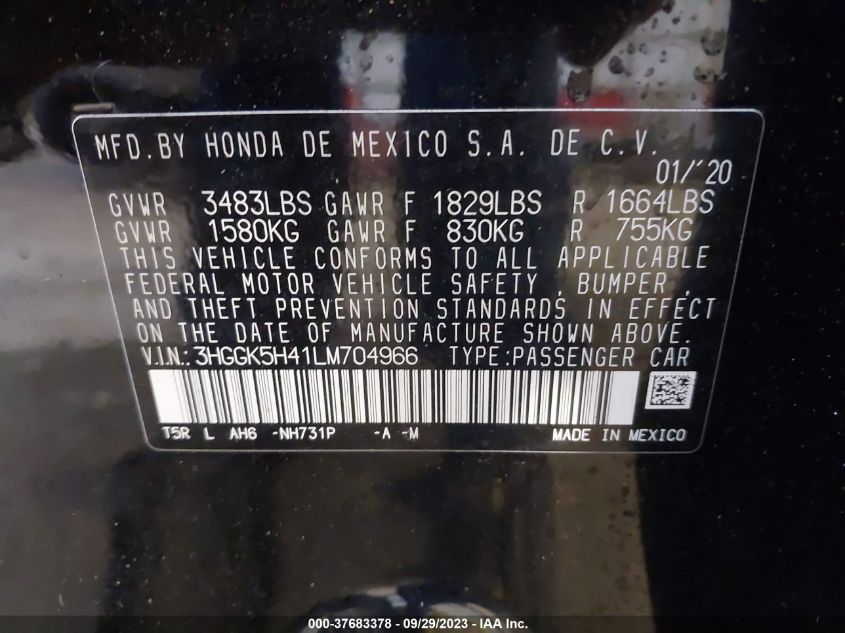 MFD. BY HONDA DE MEXICO S.A. DE C.V.
01/'20
GVWR 3483LBS GAWR F 1829LBS R 1664LBS
GVWR 1580KG GAWR F 830KG R 755KG
THIS VEHICLE CONFORMS TO ALL APPLICABLE
FEDERAL MOTOR VEHICLE SAFETY, BUMPER,
AND THEFT PREVENTION STANDARDS IN EFFECT
ON THE DATE OF MANUFACTURE SHOWN ABOVE.
V.I.N.: 3HGGK5H41LM704966 TYPE:PASSENGER CAR
T5R L AH6 -NH731P -A -M MADE IN MEXICO
000-37683378 - 09/29/2023 - IAA Inc.